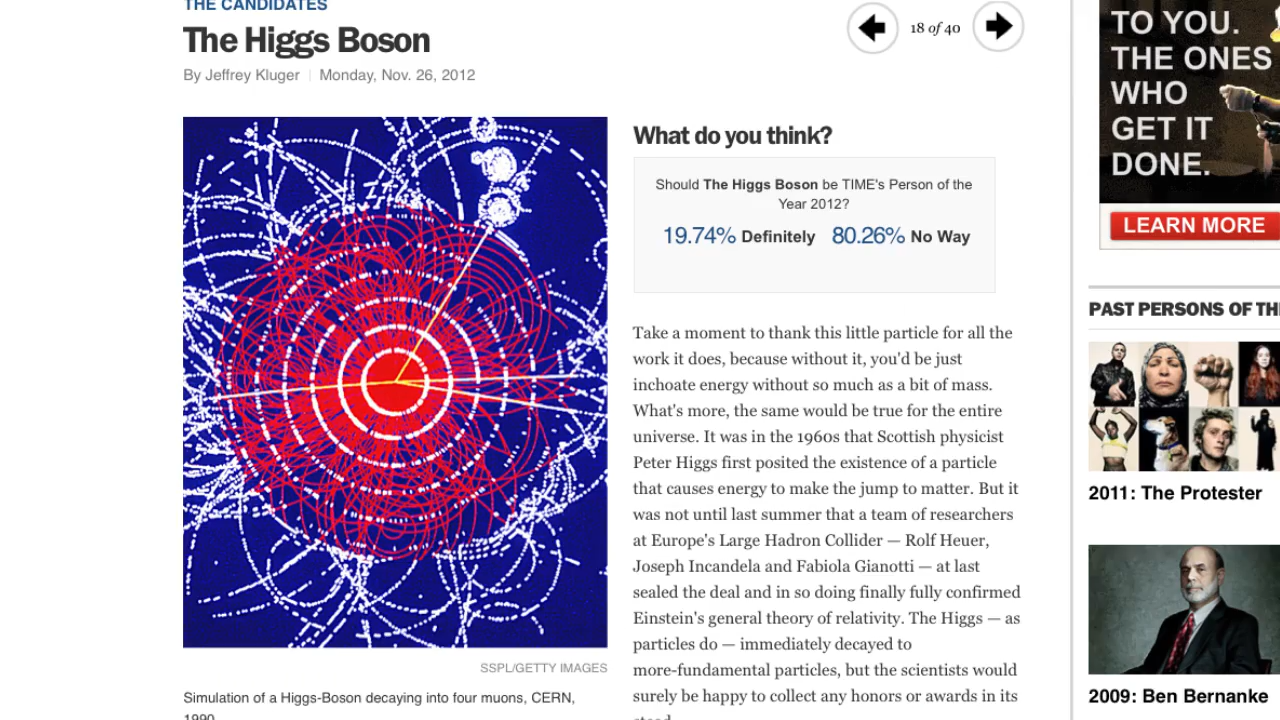 THE CANDIDATES
The Higgs Boson
By Jeffrey Kluger | Monday, Nov. 26, 2012
18 of 40
What do you think?
Should The Higgs Boson be TIME's Person of the
Year 2012?
19.74% Definitely 80.26% No Way
Take a moment to thank this little particle for all the
work it does, because without it, you'd be just
inchoate energy without so much as a bit of mass.
What's more, the same would be true for the entire
universe. It was in the 1960s that Scottish physicist
Peter Higgs first posited the existence of a particle
that causes energy to make the jump to matter. But it
was not until last summer that a team of researchers
at Europe's Large Hadron Collider — Rolf Heuer,
Joseph Incandela and Fabiola Gianotti — at last
sealed the deal and in so doing finally fully confirmed
Einstein's general theory of relativity. The Higgs — as
particles do — immediately decayed to
more-fundamental particles, but the scientists would
surely be happy to collect any honors or awards in its
SSPL/GETTY IMAGES
Simulation of a Higgs-Boson decaying into four muons, CERN,
1990
TO YOU.
THE ONES
WHO
GET IT
DONE.
LEARN MORE
PAST PERSONS OF
2011: The Protester
2009: Ben Bernanke